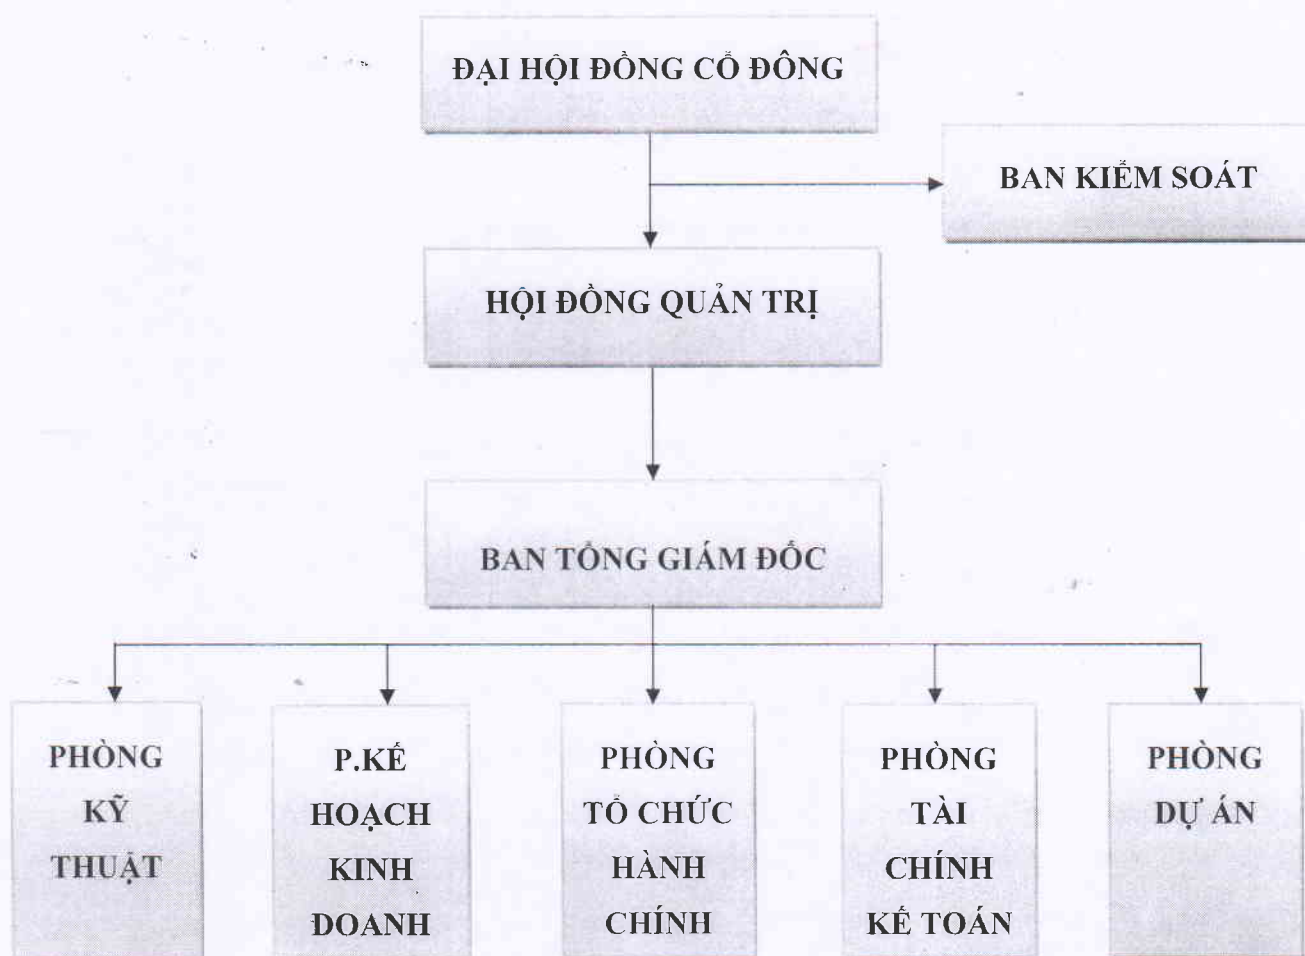 ĐẠI HỘI ĐỒNG CỔ ĐÔNG
BAN KIỂM SOÁT
HỘI ĐỒNG QUẢN TRỊ
BAN TỔNG GIÁM ĐỐC
PHÒNG
KỸ
THUẬT
P.KẾ
HOẠCH
KINH
DOANH
PHÒNG
TỔ CHỨC
HÀNH
CHÍNH
PHÒNG
TÀI
CHÍNH
KẾ TOÁN
PHÒNG
DỰ ÁN